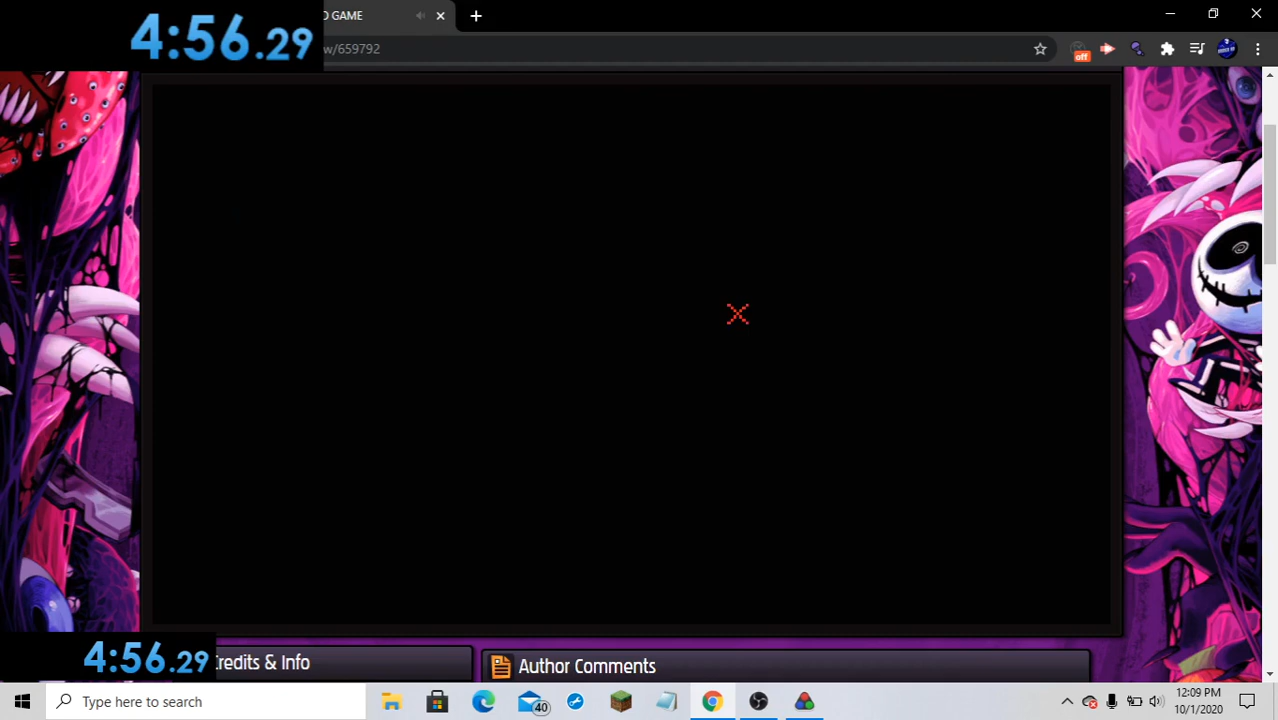 4:56.29
O GAME
w/659792
off
4:56.29
Credits & Info
Author Comments
Type here to search
40
12:09 PM
10/1/2020